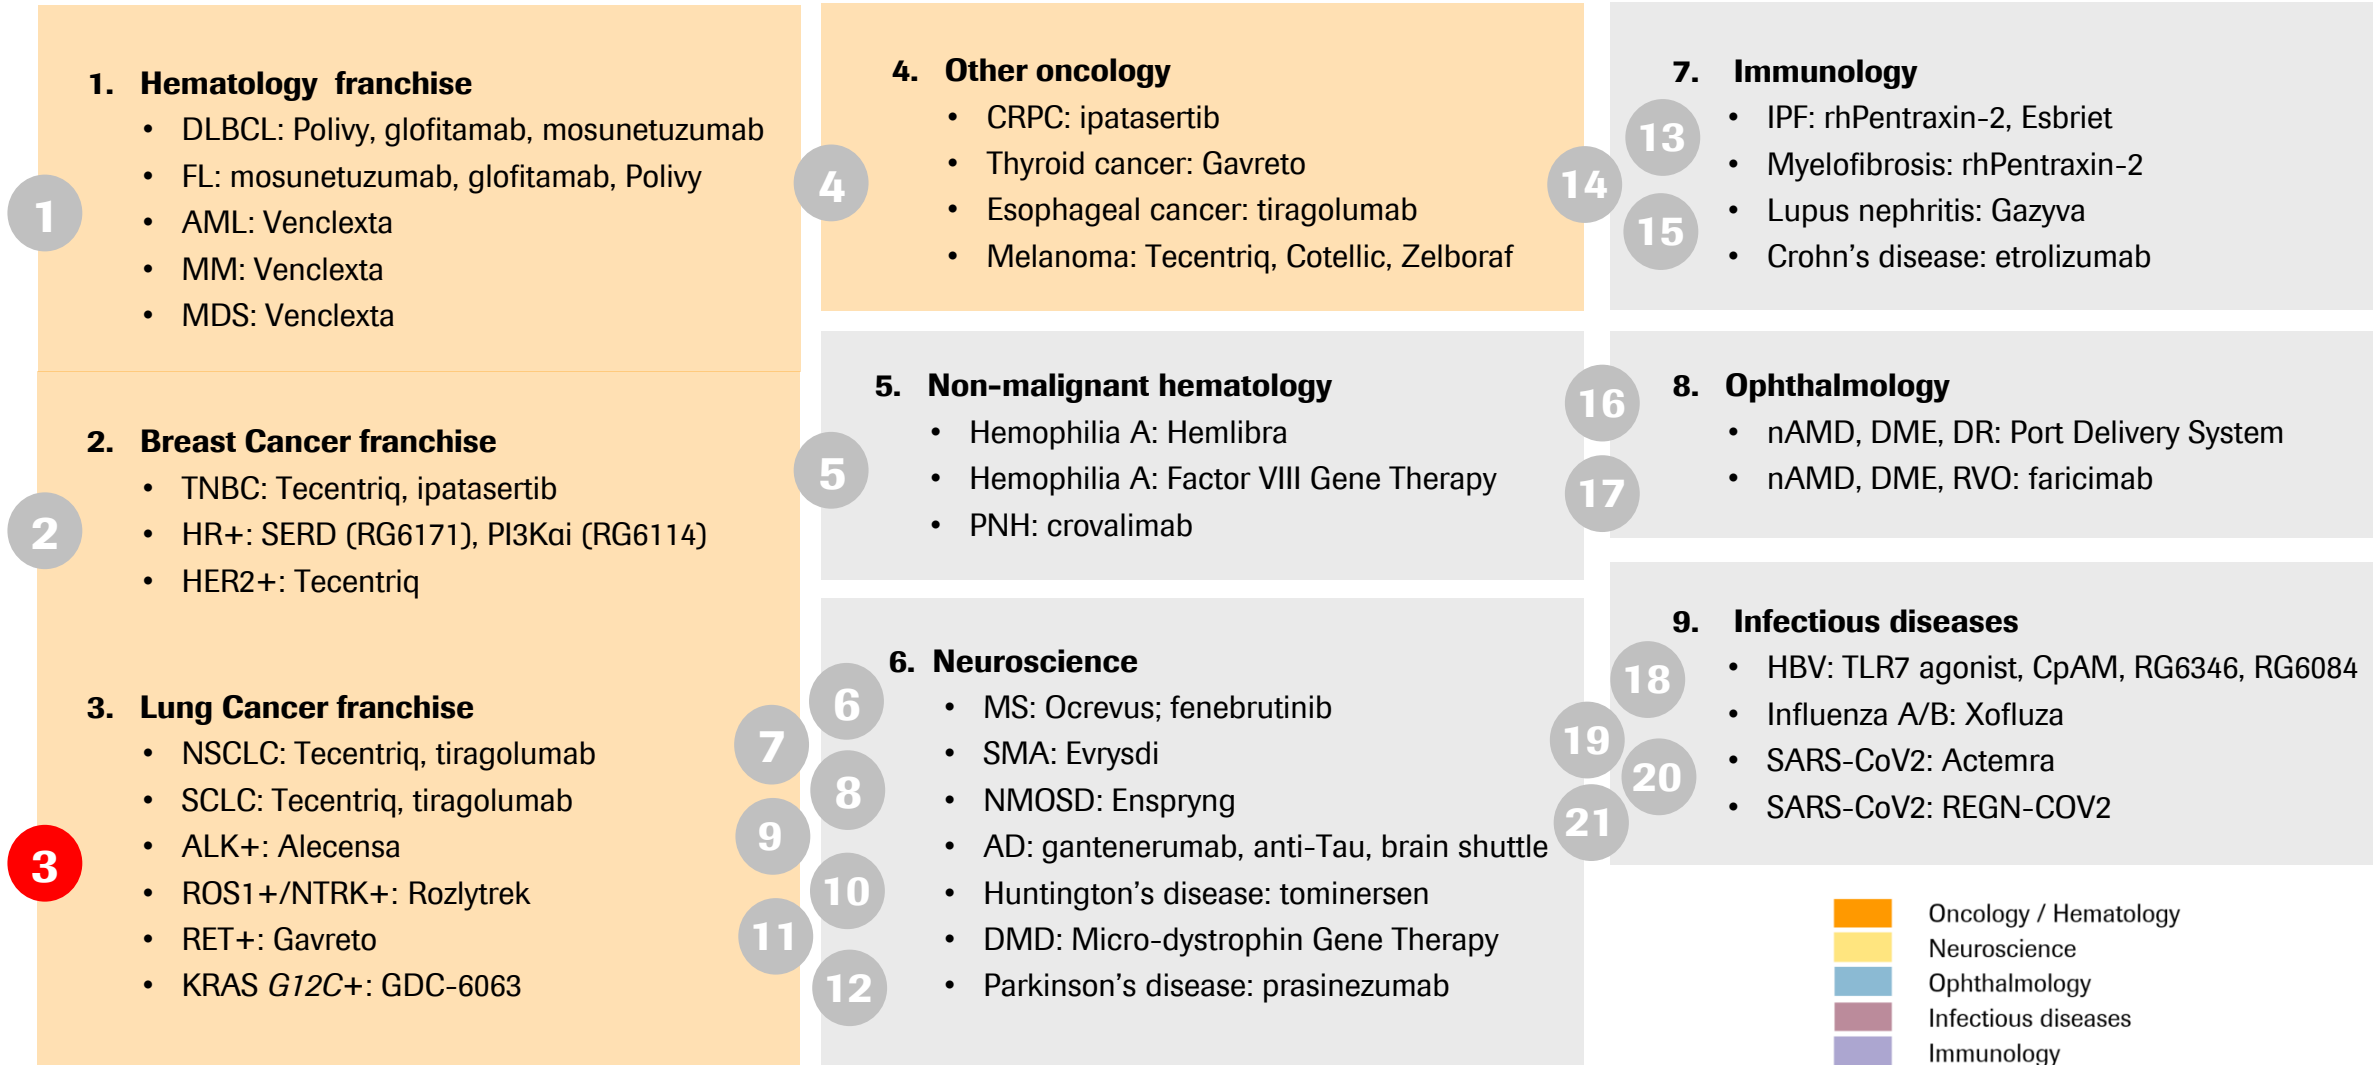 1. Hematology franchise
• DLBCL: Polivy, glofitamab, mosunetuzumab
• FL: mosunetuzumab, glofitamab, Polivy
• AML: Venclexta
• MM: Venclexta
• MDS: Venclexta
1
2. Breast Cancer franchise
• TNBC: Tecentriq, ipatasertib
• HR+: SERD (RG6171), PI3Kαi (RG6114)
• HER2+: Tecentriq
2
3. Lung Cancer franchise
• NSCLC: Tecentriq, tiragolumab
• SCLC: Tecentriq, tiragolumab
• ALK+: Alecensa
• ROS1+/NTRK+: Rozlytrek
• RET+: Gavreto
• KRAS G12C+: GDC-6063
3
4. Other oncology
• CRPC: ipatasertib
• Thyroid cancer: Gavreto
• Esophageal cancer: tiragolumab
• Melanoma: Tecentriq, Cotellic, Zelboraf
4
5. Non-malignant hematology
• Hemophilia A: Hemlibra
• Hemophilia A: Factor VIII Gene Therapy
• PNH: crovalimab
5
6. Neuroscience
• MS: Ocrevus; fenebrutinib
• SMA: Evrysdi
• NMOSD: Enspryng
• AD: gantenerumab, anti-Tau, brain shuttle
• Huntington's disease: tominersen
• DMD: Micro-dystrophin Gene Therapy
• Parkinson's disease: prasinezumab
6
7
8
9
10
11
12
7. Immunology
• IPF: rhPentraxin-2, Esbriet
• Myelofibrosis: rhPentraxin-2
• Lupus nephritis: Gazyva
• Crohn's disease: etrolizumab
13
14
15
8. Ophthalmology
• nAMD, DME, DR: Port Delivery System
• nAMD, DME, RVO: faricimab
16
17
9. Infectious diseases
• HBV: TLR7 agonist, CpAM, RG6346, RG6084
• Influenza A/B: Xofluza
• SARS-CoV2: Actemra
• SARS-CoV2: REGN-COV2
18
19
20
21
Oncology / Hematology
Neuroscience
Ophthalmology
Infectious diseases
Immunology